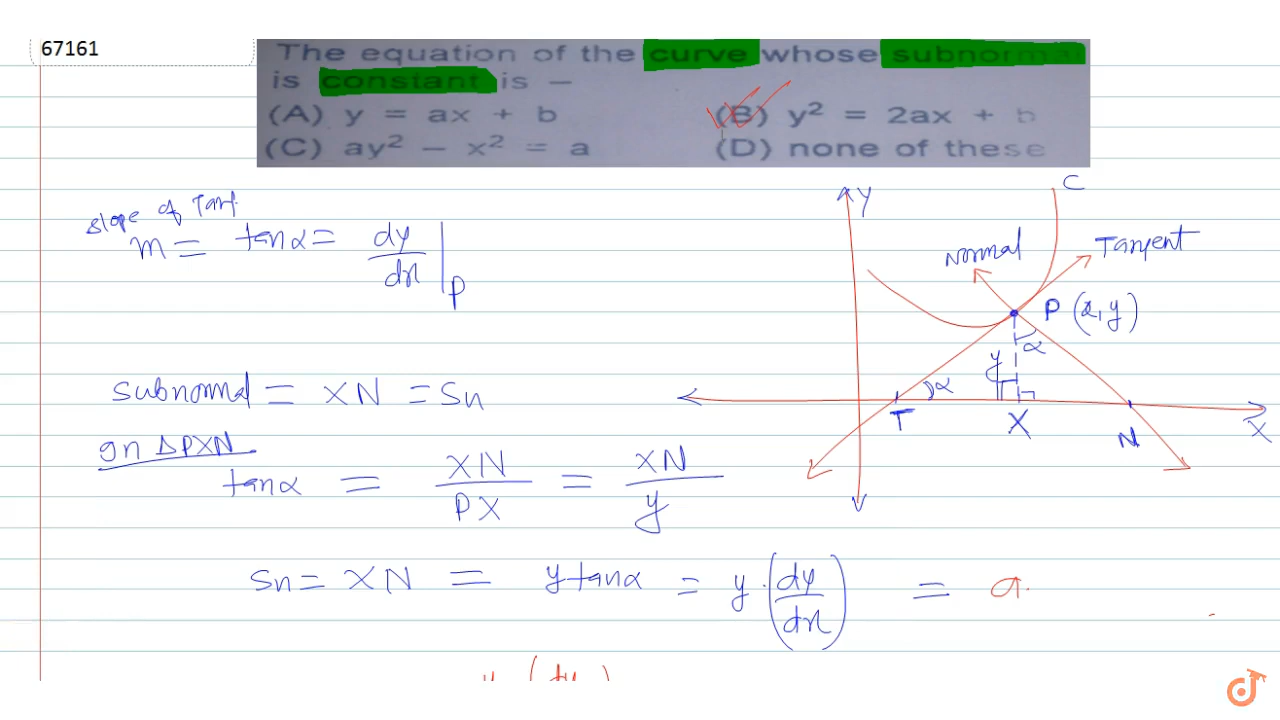 67161
The equation of the curve whose subnormal
is constant is –
(A) y = ax + b
(B) y² = 2ax + b
(C) ay² – x² = a
(D) none of these
Slope of Tan
m = tanα = dy/dx | P
Y
C
Normal
Tangent
P (x, y)
α
y
α
T
X
N
X
subnormal = XN = Sn
gn ΔPXN
tanα = XN/PX = XN/y
Sn = XN = y tanα = y · (dy/dx) = a.